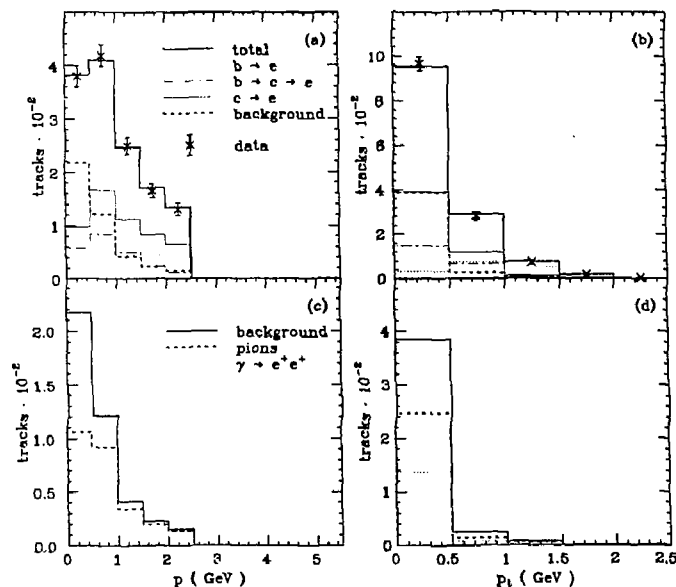 (a)
total
b → e
b → c → e
c → e
background
data
tracks · 10⁻²
5
4
3
2
1
0
(b)
tracks · 10⁻²
10
8
6
4
2
0
(c)
background
pions
γ → e⁺e⁺
tracks · 10⁻²
2.0
1.5
1.0
0.5
0.0
0 1 2 3 4 5
p ( GeV )
(d)
tracks · 10⁻²
4
3
2
1
0
0 0.5 1 1.5 2 2.5
pₜ ( GeV )